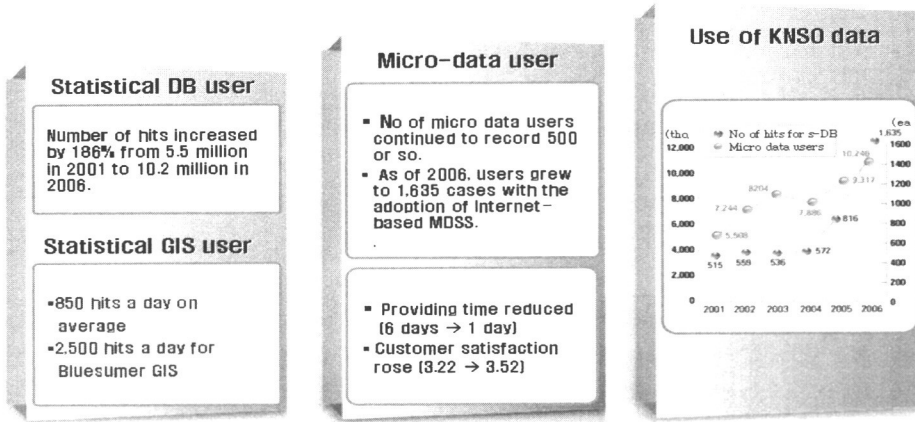 Statistical DB user
Number of hits increased
by 186% from 5.5 million
in 2001 to 10.2 million in
2006.
Statistical GIS user
▪850 hits a day on
average
▪2,500 hits a day for
Bluesumer GIS
Micro-data user
▪ No of micro data users
continued to record 500
or so.
▪ As of 2006, users grew
to 1,635 cases with the
adoption of Internet-
based MDSS.
.
▪ Providing time reduced
(6 days → 1 day)
▪ Customer satisfaction
rose (3.22 → 3.52)
Use of KNSO data
(tho.
(ea
No of hits for s-DB
Micro data users
12,000
10,000
8,000
6,000
4,000
2,000
0
5,508
7,244
8204
7,886
9,317
10,246
515
559
536
572
816
1,635
1600
1400
1200
1000
800
600
400
200
0
2001 2002 2003 2004 2005 2006